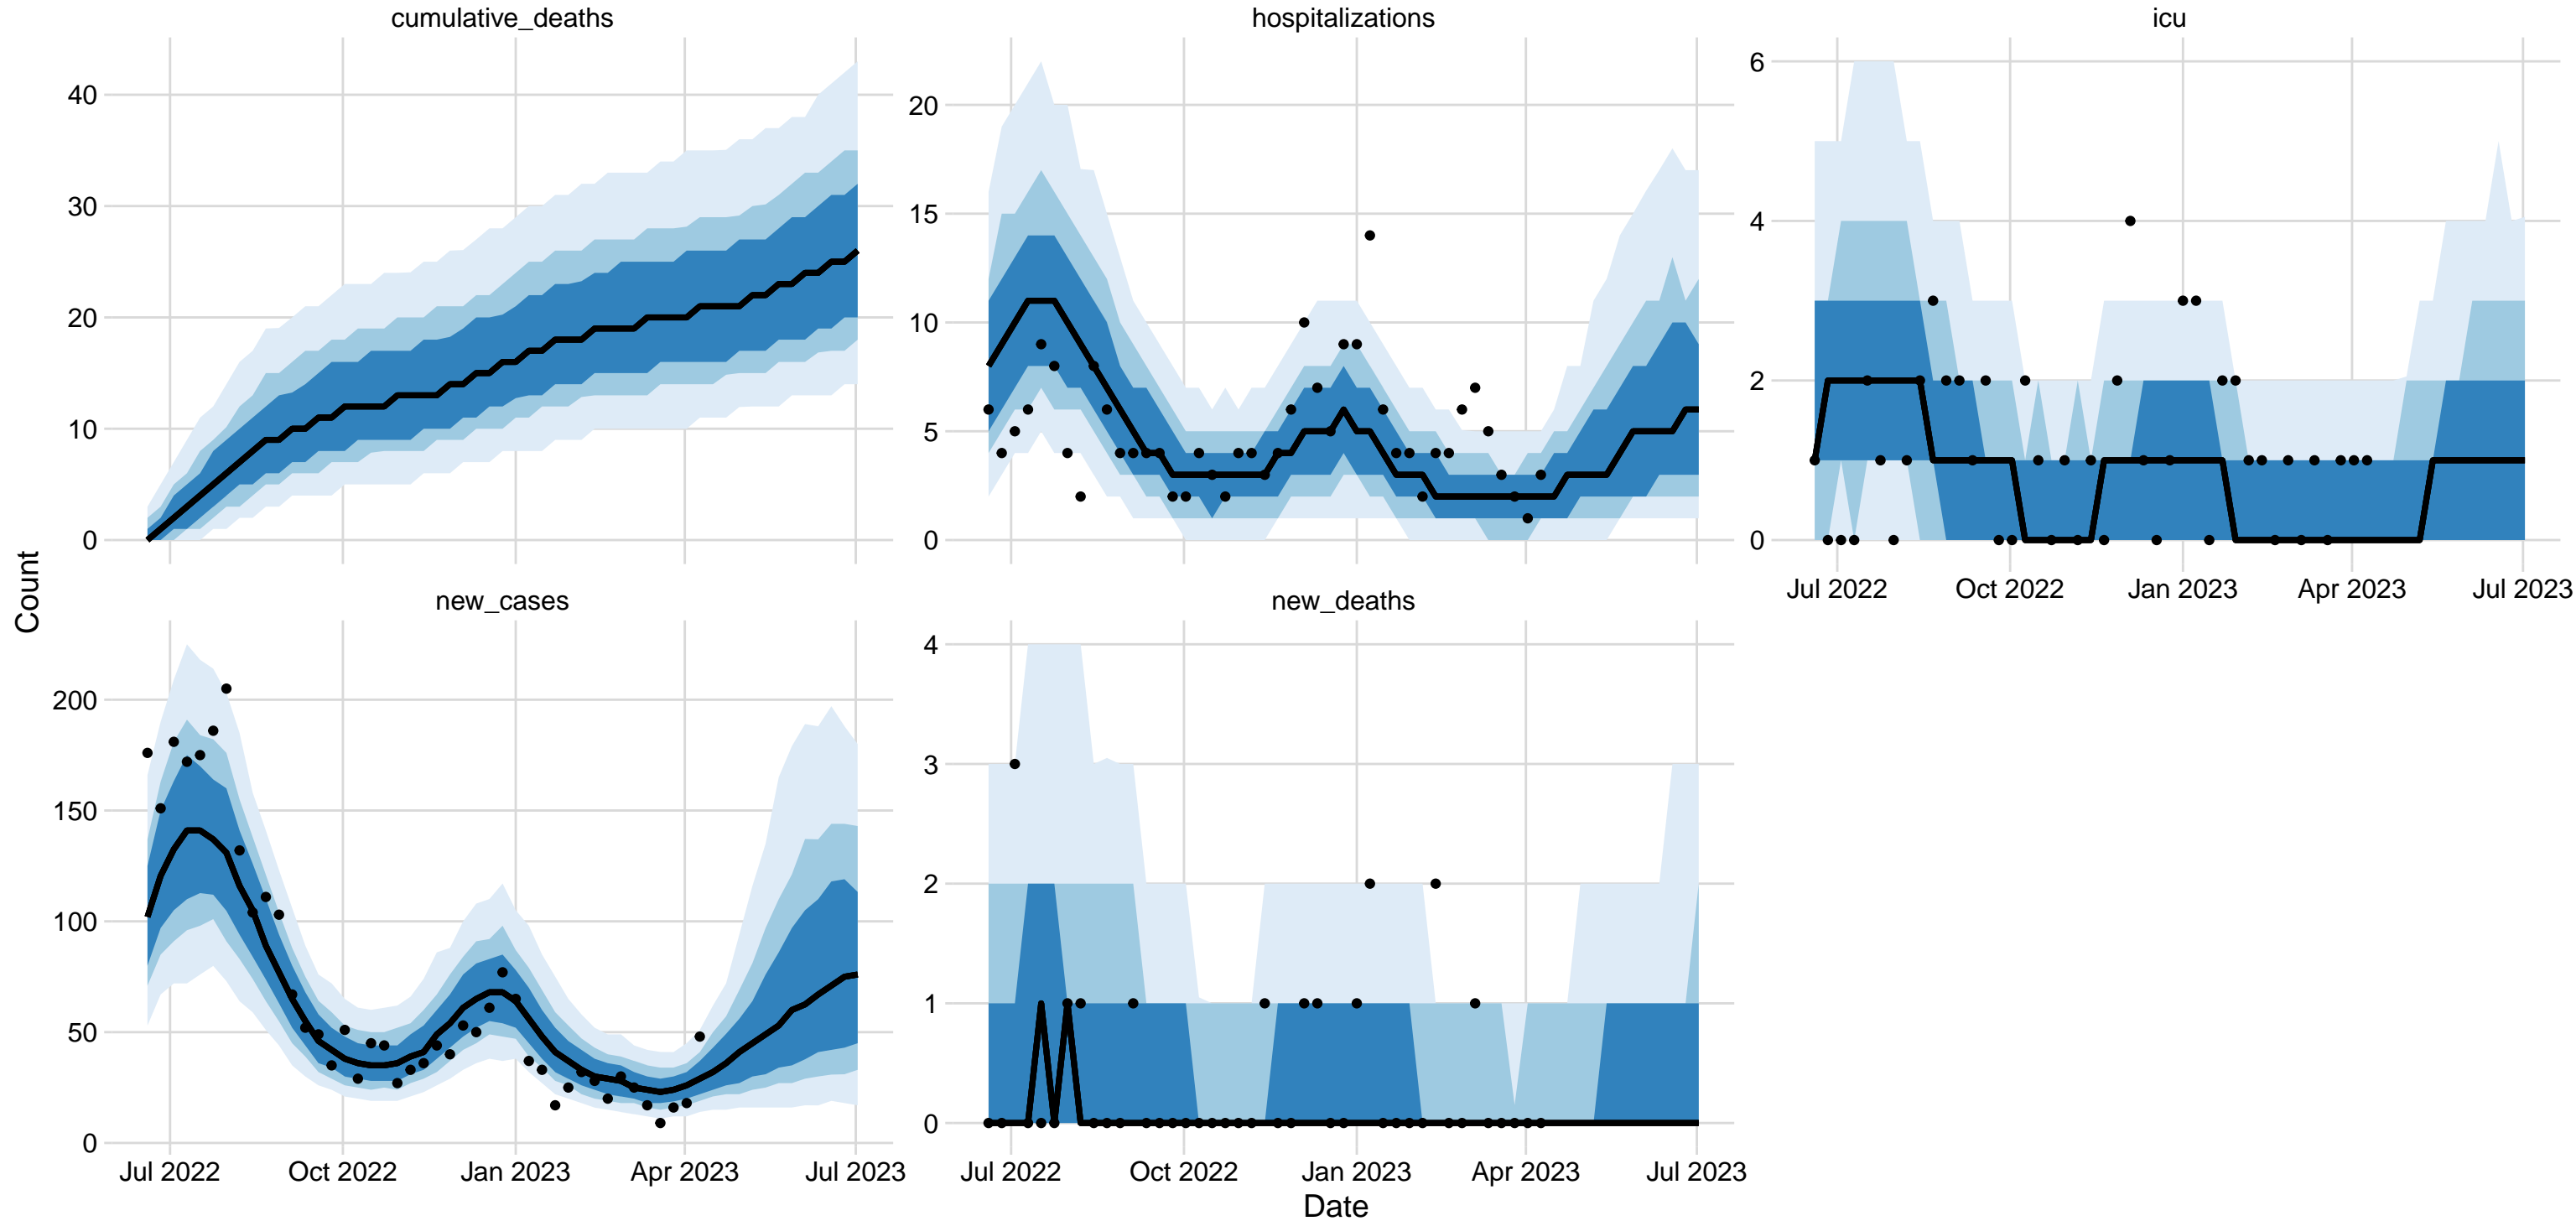 cumulative_deaths
hospitalizations
icu
40
30
20
10
0
20
15
10
5
0
6
4
2
0
Jul 2022 Oct 2022 Jan 2023 Apr 2023 Jul 2023
Count
new_cases
new_deaths
200
150
100
50
0
4
3
2
1
0
Jul 2022 Oct 2022 Jan 2023 Apr 2023 Jul 2023
Jul 2022 Oct 2022 Jan 2023 Apr 2023 Jul 2023
Date